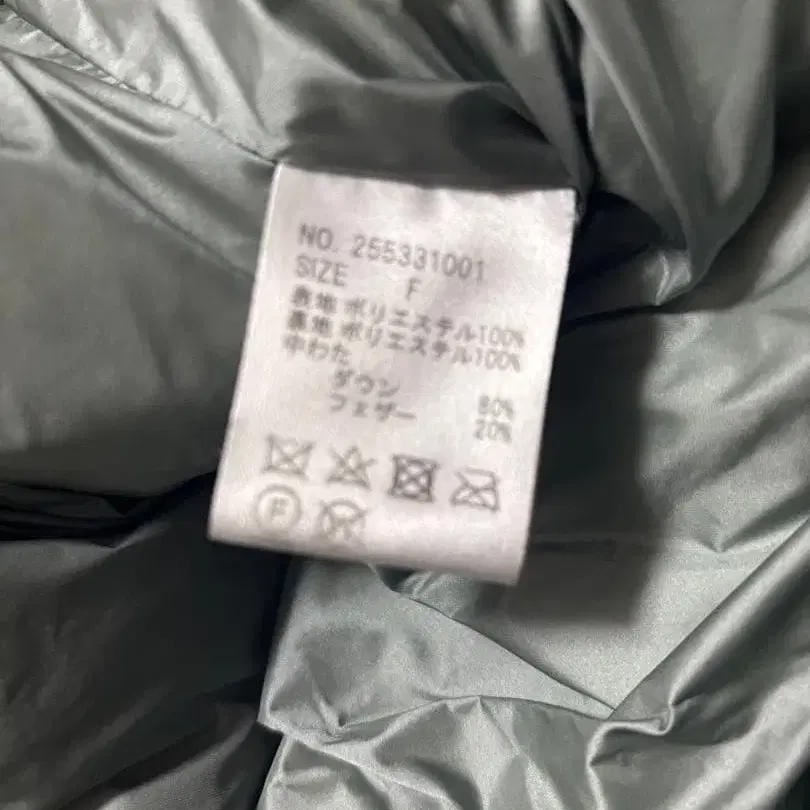 NO. 255331001
SIZE F
表地 ポリエステル100%
裏地 ポリエステル100%
中わた
ダウン 80%
フェザー 20%
F